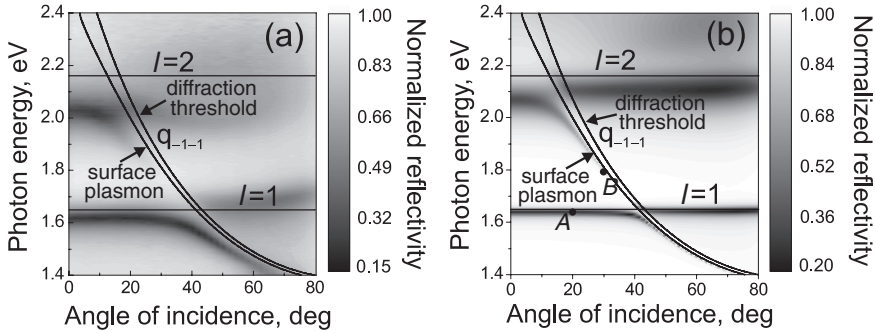 2.4
2.2
2.0
1.8
1.6
1.4
Photon energy, eV
0
20
40
60
80
Angle of incidence, deg
(a)
l=2
diffraction
threshold
q₋₁₋₁
surface
plasmon
l=1
1.00
0.83
0.66
0.49
0.32
0.15
Normalized reflectivity
2.4
2.2
2.0
1.8
1.6
1.4
Photon energy, eV
0
20
40
60
80
Angle of incidence, deg
(b)
l=2
diffraction
threshold
q₋₁₋₁
surface
plasmon
B
l=1
A
1.00
0.84
0.68
0.52
0.36
0.20
Normalized reflectivity